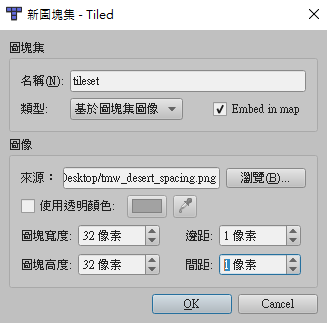 新圖塊集 - Tiled
圖塊集
名稱(N): tileset
類型: 基於圖塊集圖像 Embed in map
圖像
來源： Desktop/tmw_desert_spacing.png 瀏覽(B)...
使用透明顏色:
圖塊寬度: 32 像素 邊距: 1 像素
圖塊高度: 32 像素 間距: 1 像素
OK Cancel